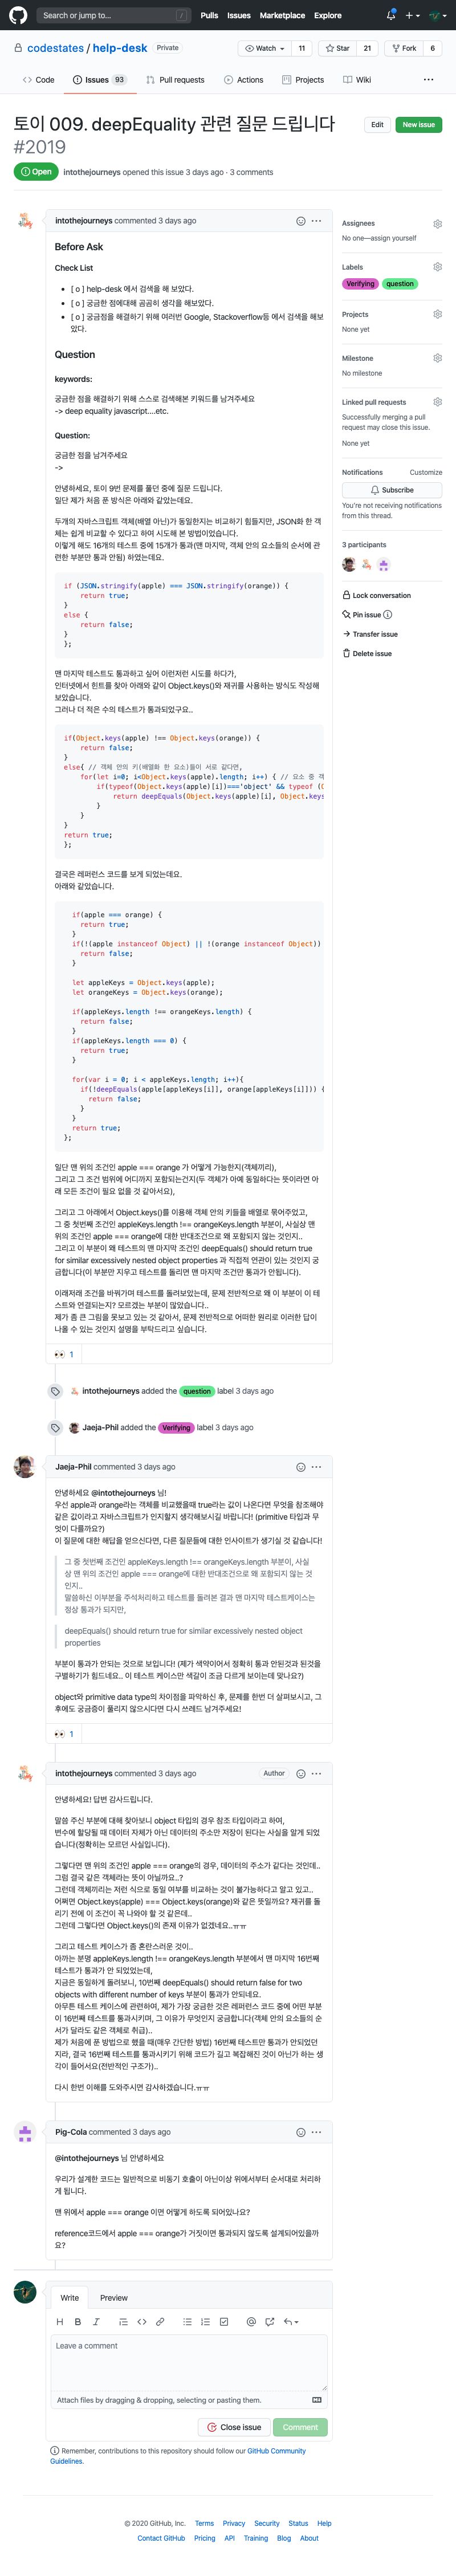 Search or jump to...
/
Pulls Issues Marketplace Explore
codestates / help-desk Private
Watch 11 Star 21 Fork 6
Code Issues 93 Pull requests Actions Projects Wiki
토이 009. deepEquality 관련 질문 드립니다
#2019
Edit New issue
Open intothejourneys opened this issue 3 days ago · 3 comments
intothejourneys commented 3 days ago
Before Ask
Check List
• [ o ] help-desk 에서 검색을 해 보았다.
• [ o ] 궁금한 점에대해 곰곰히 생각을 해보았다.
• [ o ] 궁금점을 해결하기 위해 여러번 Google, Stackoverflow등 에서 검색을 해보
았다.
Question
keywords:
궁금한 점을 해결하기 위해 스스로 검색해본 키워드를 남겨주세요
-> deep equality javascript....etc.
Question:
궁금한 점을 남겨주세요
->
안녕하세요, 토이 9번 문제를 풀던 중에 질문 드립니다.
일단 제가 처음 푼 방식은 아래와 같았는데요.
두개의 자바스크립트 객체(배열 아닌)가 동일한지는 비교하기 힘들지만, JSON화 한 객
체는 쉽게 비교할 수 있다고 하여 시도해 본 방법이었습니다.
이렇게 해도 16개의 테스트 중에 15개가 통과(맨 마지막, 객체 안의 요소들의 순서에 관
련한 부분만 통과 안됨) 하였는데요.
if (JSON.stringify(apple) === JSON.stringify(orange)) {
return true;
}
else {
return false;
}
};
맨 마지막 테스트도 통과하고 싶어 이런저런 시도를 하다가,
인터넷에서 힌트를 찾아 아래와 같이 Object.keys()와 재귀를 사용하는 방식도 작성해
보았습니다.
그러나 더 적은 수의 테스트가 통과되었구요..
if(Object.keys(apple) !== Object.keys(orange)) {
return false;
}
else{ // 객체 안의 키(배열화 한 요소)들이 서로 같다면,
for(let i=0; i<Object.keys(apple).length; i++) { // 요소 중 객
if(typeof(Object.keys(apple)[i])==='object' && typeof (O
return deepEquals(Object.keys(apple)[i], Object.keys
}
}
}
return true;
};
결국은 레퍼런스 코드를 보게 되었는데요.
아래와 같았습니다.
if(apple === orange) {
return true;
}
if(!(apple instanceof Object) || !(orange instanceof Object))
return false;
}
let appleKeys = Object.keys(apple);
let orangeKeys = Object.keys(orange);
if(appleKeys.length !== orangeKeys.length) {
return false;
}
if(appleKeys.length === 0) {
return true;
}
for(var i = 0; i < appleKeys.length; i++){
if(!deepEquals(apple[appleKeys[i]], orange[appleKeys[i]])) {
return false;
}
}
return true;
};
일단 맨 위의 조건인 apple === orange 가 어떻게 가능한지(객체끼리),
그리고 그 조건 범위에 어디까지 포함되는건지(두 객체가 아예 동일하다는 뜻이라면 아
래 모든 조건이 필요 없을 것 같아서요),
그리고 그 아래에서 Object.keys()를 이용해 객체 안의 키들을 배열로 묶어주었고,
그 중 첫번째 조건인 appleKeys.length !== orangeKeys.length 부분이, 사실상 맨
위의 조건인 apple === orange에 대한 반대조건으로 왜 포함되지 않는 것인지..
그리고 이 부분이 왜 테스트의 맨 마지막 조건인 deepEquals() should return true
for similar excessively nested object properties 과 직접적 연관이 있는 것인지 궁
금합니다(이 부분만 지우고 테스트를 돌리면 맨 마지막 조건만 통과가 안됩니다).
이래저래 조건을 바꿔가며 테스트를 돌려보았는데, 문제 전반적으로 왜 이 부분이 이 테
스트와 연결되는지? 모르겠는 부분이 많았습니다..
제가 좀 큰 그림을 못보고 있는 것 같아서, 문제 전반적으로 어떠한 원리로 이러한 답이
나올 수 있는 것인지 설명을 부탁드리고 싶습니다.
👀 1
intothejourneys added the question label 3 days ago
Jaeja-Phil added the Verifying label 3 days ago
Jaeja-Phil commented 3 days ago
안녕하세요 @intothejourneys 님!
우선 apple과 orange라는 객체를 비교했을때 true라는 값이 나온다면 무엇을 참조해야
같은 값이라고 자바스크립트가 인지할지 생각해보시길 바랍니다! (primitive 타입과 무
엇이 다를까요?)
이 질문에 대한 해답을 얻으신다면, 다른 질문들에 대한 인사이트가 생기실 것 같습니다!
그 중 첫번째 조건인 appleKeys.length !== orangeKeys.length 부분이, 사실
상 맨 위의 조건인 apple === orange에 대한 반대조건으로 왜 포함되지 않는 것
인지..
말씀하신 이부분을 주석처리하고 테스트를 돌려본 결과 맨 마지막 테스트케이스는
정상 통과가 되지만,
deepEquals() should return true for similar excessively nested object
properties
부분이 통과가 안되는 것으로 보입니다! (제가 색약이어서 정확히 통과 안된것과 된것을
구별하기가 힘드네요.. 이 테스트 케이스만 색깔이 조금 다르게 보이는데 맞나요?)
object와 primitive data type의 차이점을 파악하신 후, 문제를 한번 더 살펴보시고, 그
후에도 궁금증이 풀리지 않으시다면 다시 쓰레드 남겨주세요!
👀 1
intothejourneys commented 3 days ago Author
안녕하세요! 답변 감사드립니다.
말씀 주신 부분에 대해 찾아보니 object 타입의 경우 참조 타입이라고 하여,
변수에 할당될 때 데이터 자체가 아닌 데이터의 주소만 저장이 된다는 사실을 알게 되었
습니다(정확히는 모르던 사실입니다).
그렇다면 맨 위의 조건인 apple === orange의 경우, 데이터의 주소가 같다는 것인데..
그럼 결국 같은 객체라는 뜻이 아닐까요..?
그런데 객체끼리는 저런 식으로 동일 여부를 비교하는 것이 불가능하다고 알고 있고..
어쩌면 Object.keys(apple) === Object.keys(orange)와 같은 뜻일까요? 재귀를 돌
리기 전에 이 조건이 꼭 나와야 할 것 같은데..
그런데 그렇다면 Object.key()의 존재 이유가 없겠네요..ㅠㅠ
그리고 테스트 케이스가 좀 혼란스러운 것이..
아까는 분명 appleKeys.length !== orangeKeys.length 부분에서 맨 마지막 16번째
테스트가 통과가 안 되었었는데,
지금은 동일하게 돌려보니, 10번째 deepEquals() should return false for two
objects with different number of keys 부분이 통과가 안되네요.
아무튼 테스트 케이스에 관련하여, 제가 가장 궁금한 것은 레퍼런스 코드 중에 어떤 부분
이 16번째 테스트를 통과시키며, 그 이유가 무엇인지 궁금합니다(객체 안의 요소들의 순
서가 달라도 같은 객체로 취급)..
제가 처음에 푼 방법으로 했을 때(매우 간단한 방법) 16번째 테스트만 통과가 안되었던
지라, 결국 16번째 테스트를 통과시키기 위해 코드가 길고 복잡해진 것이 아닌가 하는 생
각이 들어서요(전반적인 구조가)..
다시 한번 이해를 도와주시면 감사하겠습니다.ㅠㅠ
Pig-Cola commented 3 days ago
@intothejourneys 님 안녕하세요
우리가 설계한 코드는 일반적으로 비동기 호출이 아닌이상 위에서부터 순서대로 처리하
게 됩니다.
맨 위에서 apple === orange 이면 어떻게 하도록 되어있나요?
reference코드에서 apple === orange가 거짓이면 통과되지 않도록 설계되어있을까
요?
Write Preview
Leave a comment
Attach files by dragging & dropping, selecting or pasting them.
Close issue Comment
Remember, contributions to this repository should follow our GitHub Community
Guidelines.
Assignees
No one—assign yourself
Labels
Verifying question
Projects
None yet
Milestone
No milestone
Linked pull requests
Successfully merging a pull
request may close this issue.
None yet
Notifications Customize
Subscribe
You're not receiving notifications
from this thread.
3 participants
Lock conversation
Pin issue
Transfer issue
Delete issue
© 2020 GitHub, Inc. Terms Privacy Security Status Help
Contact GitHub Pricing API Training Blog About